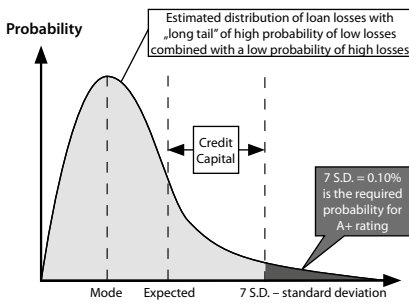 Estimated distribution of loan losses with
„long tail” of high probability of low losses
combined with a low probability of high losses
Probability
Credit
Capital
7 S.D. = 0.10%
is the required
probability for
A+ rating
Mode
Expected
7 S.D. – standard deviation